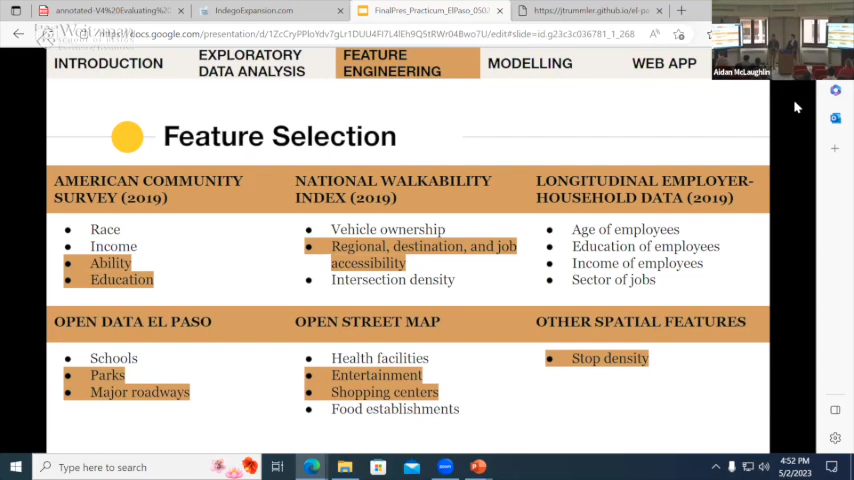 annotated-V4%20Evaluating%2
IndegoExpansion.com
FinalPres_Practicum_ElPaso_0502
https://jtrummler.github.io/el-pa
docs.google.com/presentation/d/1ZcCryPPloYdv7gLr1DUU4Fl7L4lEh9Q5tRWr04Bwo7U/edit#slide=id.g23c3c036781_1_268
Weitzman
Aidan McLaughlin
INTRODUCTION
EXPLORATORY
DATA ANALYSIS
FEATURE
ENGINEERING
MODELLING
WEB APP
Feature Selection
AMERICAN COMMUNITY
SURVEY (2019)
• Race
• Income
• Ability
• Education
NATIONAL WALKABILITY
INDEX (2019)
• Vehicle ownership
• Regional, destination, and job
accessibility
• Intersection density
LONGITUDINAL EMPLOYER-
HOUSEHOLD DATA (2019)
• Age of employees
• Education of employees
• Income of employees
• Sector of jobs
OPEN DATA EL PASO
• Schools
• Parks
• Major roadways
OPEN STREET MAP
• Health facilities
• Entertainment
• Shopping centers
• Food establishments
OTHER SPATIAL FEATURES
• Stop density
Type here to search
4:52 PM
5/2/2023